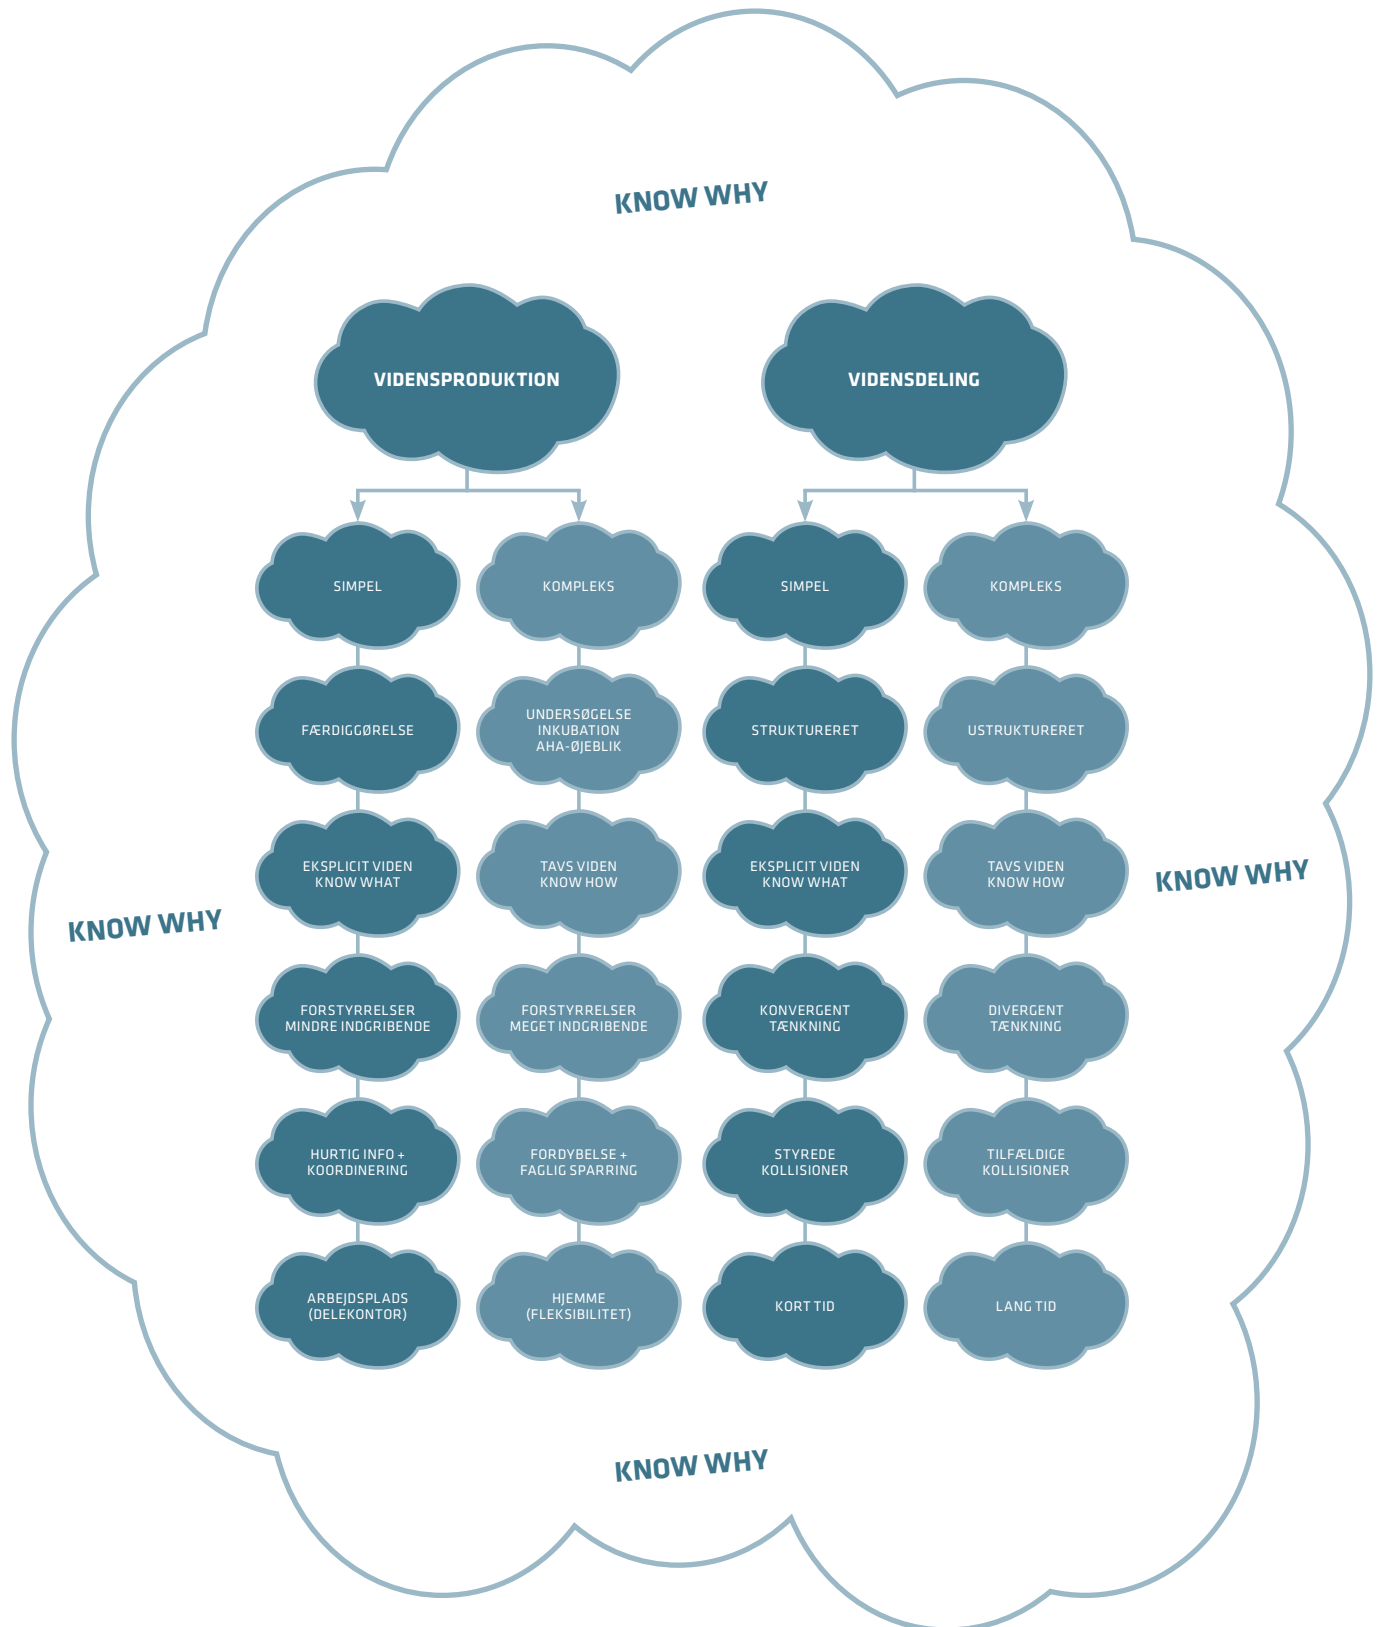 KNOW WHY
VIDENSPRODUKTION
VIDENSDELING
SIMPEL
KOMPLEKS
SIMPEL
KOMPLEKS
FÆRDIGGØRELSE
UNDERSØGELSE
INKUBATION
AHA-ØJEBLIK
STRUKTURERET
USTRUKTURERET
EKSPLICIT VIDEN
KNOW WHAT
TAVS VIDEN
KNOW HOW
EKSPLICIT VIDEN
KNOW WHAT
TAVS VIDEN
KNOW HOW
KNOW WHY
KNOW WHY
FORSTYRRELSER
MINDRE INDGRIBENDE
FORSTYRRELSER
MEGET INDGRIBENDE
KONVERGENT
TÆNKNING
DIVERGENT
TÆNKNING
HURTIG INFO +
KOORDINERING
FORDYBELSE +
FAGLIG SPARRING
STYREDE
KOLLISIONER
TILFÆLDIGE
KOLLISIONER
ARBEJDSPLADS
(DELEKONTOR)
HJEMME
(FLEKSIBILITET)
KORT TID
LANG TID
KNOW WHY